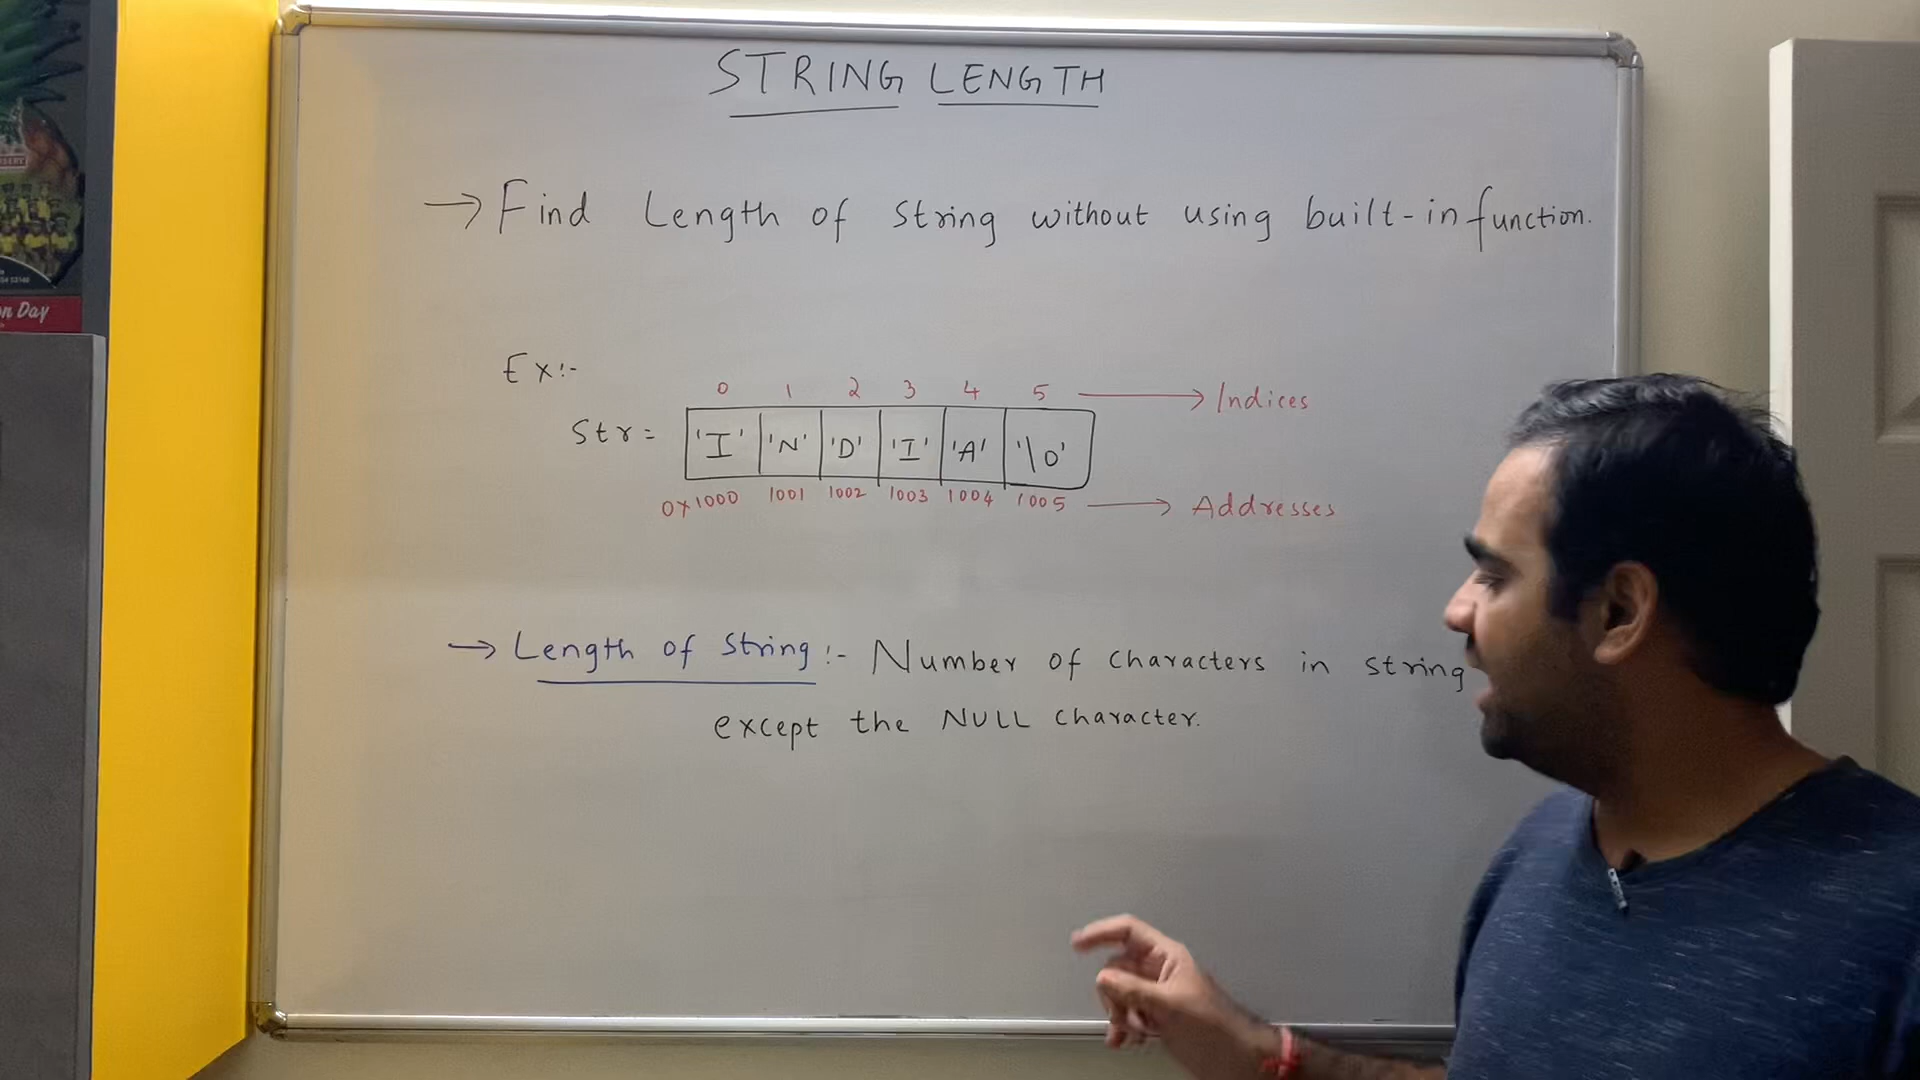 STRING LENGTH
→ Find Length of string without using built-in function.
Ex:-
0 1 2 3 4 5 → Indices
Str = 'I' 'N' 'D' 'I' 'A' '\0'
0x1000 1001 1002 1003 1004 1005 → Addresses
→ Length of string :- Number of characters in string
except the NULL character.
on Day